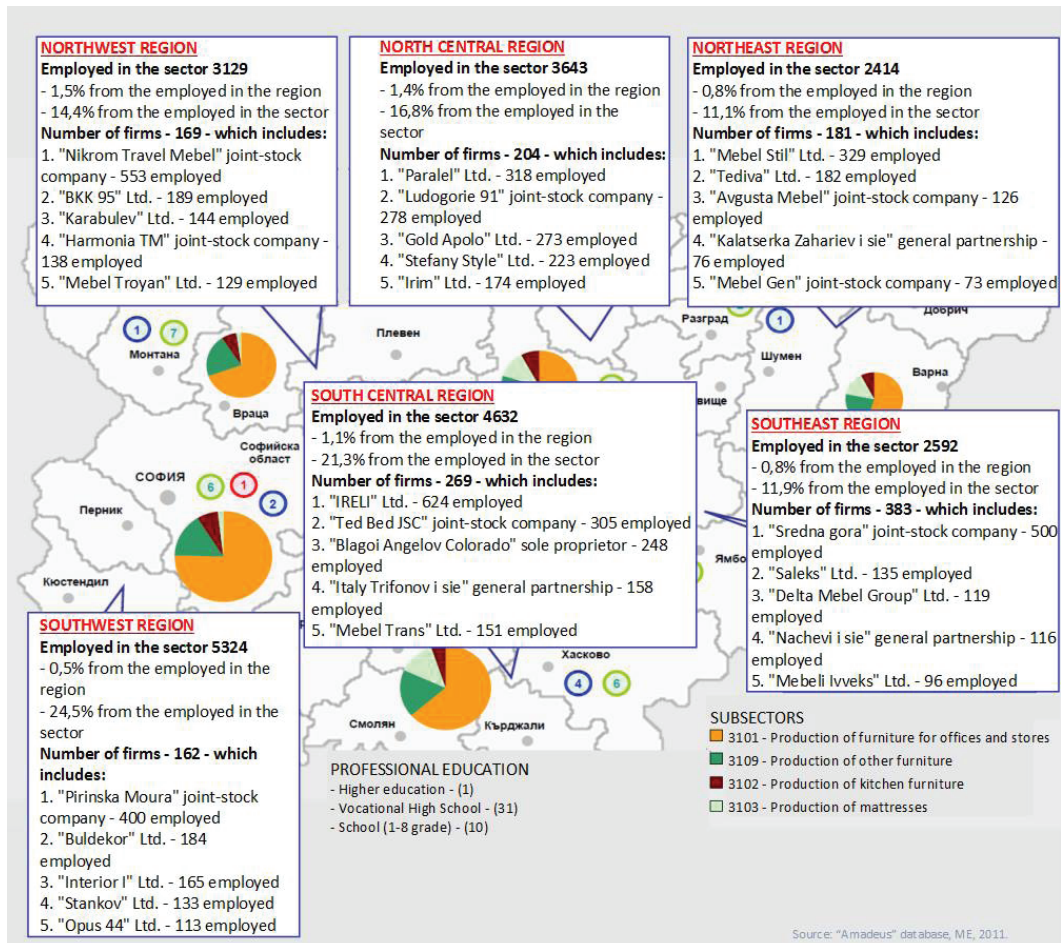 NORTHWEST REGION
Employed in the sector 3129
- 1,5% from the employed in the region
- 14,4% from the employed in the sector
Number of firms - 169 - which includes:
1. "Nikrom Travel Mebel" joint-stock
company - 553 employed
2. "BKK 95" Ltd. - 189 employed
3. "Karabulev" Ltd. - 144 employed
4. "Harmonia TM" joint-stock company -
138 employed
5. "Mebel Troyan" Ltd. - 129 employed
NORTH CENTRAL REGION
Employed in the sector 3643
- 1,4% from the employed in the region
- 16,8% from the employed in the
sector
Number of firms - 204 - which includes:
1. "Paralel" Ltd. - 318 employed
2. "Ludogorie 91" joint-stock company -
278 employed
3. "Gold Apolo" Ltd. - 273 employed
4. "Stefany Style" Ltd. - 223 employed
5. "Irim" Ltd. - 174 employed
NORTHEAST REGION
Employed in the sector 2414
- 0,8% from the employed in the region
- 11,1% from the employed in the sector
Number of firms - 181 - which includes:
1. "Mebel Stil" Ltd. - 329 employed
2. "Tediva" Ltd. - 182 employed
3. "Avgusta Mebel" joint-stock company - 126
employed
4. "Kalatserka Zahariev i sie" general partnership -
76 employed
5. "Mebel Gen" joint-stock company - 73 employed
1
7
Монтана
Плевен
Разград
1
Добрич
Шумен
Варна
Враца
вище
SOUTH CENTRAL REGION
Employed in the sector 4632
- 1,1% from the employed in the region
- 21,3% from the employed in the sector
Number of firms - 269 - which includes:
1. "IRELI" Ltd. - 624 employed
2. "Ted Bed JSC" joint-stock company - 305 employed
3. "Blagoi Angelov Colorado" sole proprietor - 248
employed
4. "Italy Trifonov i sie" general partnership - 158
employed
5. "Mebel Trans" Ltd. - 151 employed
SOUTHEAST REGION
Employed in the sector 2592
- 0,8% from the employed in the region
- 11,9% from the employed in the sector
Number of firms - 383 - which includes:
1. "Sredna gora" joint-stock company - 500
employed
2. "Saleks" Ltd. - 135 employed
3. "Delta Mebel Group" Ltd. - 119
employed
4. "Nachevi i sie" general partnership - 116
employed
5. "Mebeli Ivveks" Ltd. - 96 employed
Софийска
област
СОФИЯ
6
1
2
Перник
Кюстендил
Ямбо
SOUTHWEST REGION
Employed in the sector 5324
- 0,5% from the employed in the
region
- 24,5% from the employed in the
sector
Number of firms - 162 - which
includes:
1. "Pirinska Moura" joint-stock
company - 400 employed
2. "Buldekor" Ltd. - 184
employed
3. "Interior I" Ltd. - 165 employed
4. "Stankov" Ltd. - 133 employed
5. "Opus 44" Ltd. - 113 employed
Хасково
4
6
Смолян
Кърджали
PROFESSIONAL EDUCATION
- Higher education - (1)
- Vocational High School - (31)
- School (1-8 grade) - (10)
SUBSECTORS
3101 - Production of furniture for offices and stores
3109 - Production of other furniture
3102 - Production of kitchen furniture
3103 - Production of mattresses
Source: "Amadeus" database, ME, 2011.